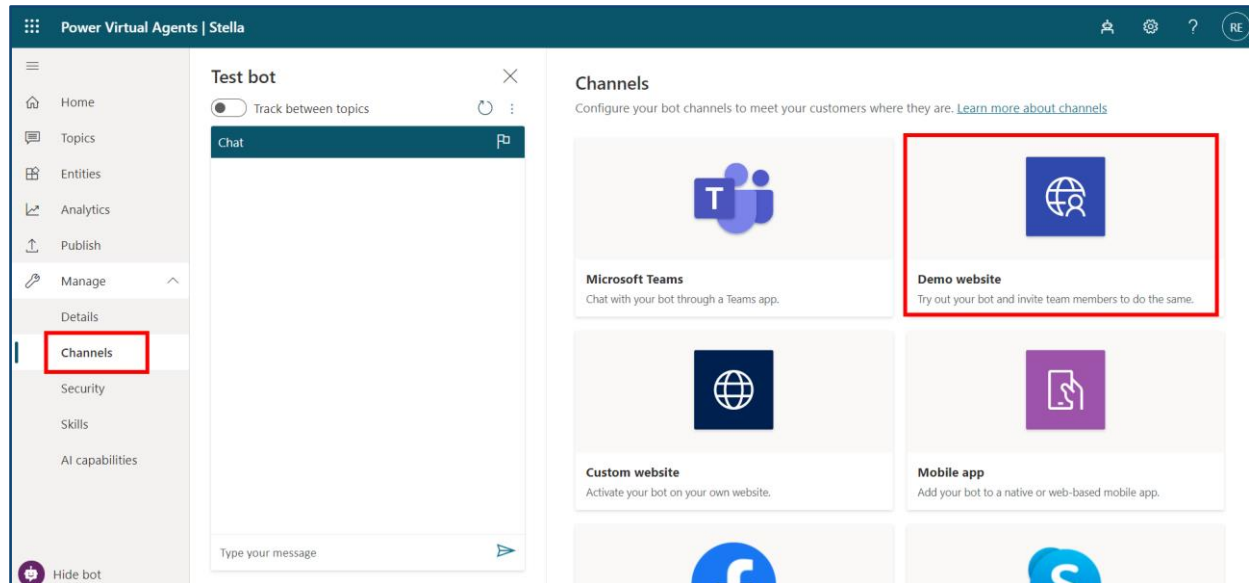 Power Virtual Agents | Stella
?
RE
Home
Topics
Entities
Analytics
Publish
Manage
Details
Channels
Security
Skills
AI capabilities
Hide bot
Test bot
Track between topics
Chat
Type your message
Channels
Configure your bot channels to meet your customers where they are. Learn more about channels
T
Microsoft Teams
Chat with your bot through a Teams app.
Demo website
Try out your bot and invite team members to do the same.
Custom website
Activate your bot on your own website.
Mobile app
Add your bot to a native or web-based mobile app.
f
S